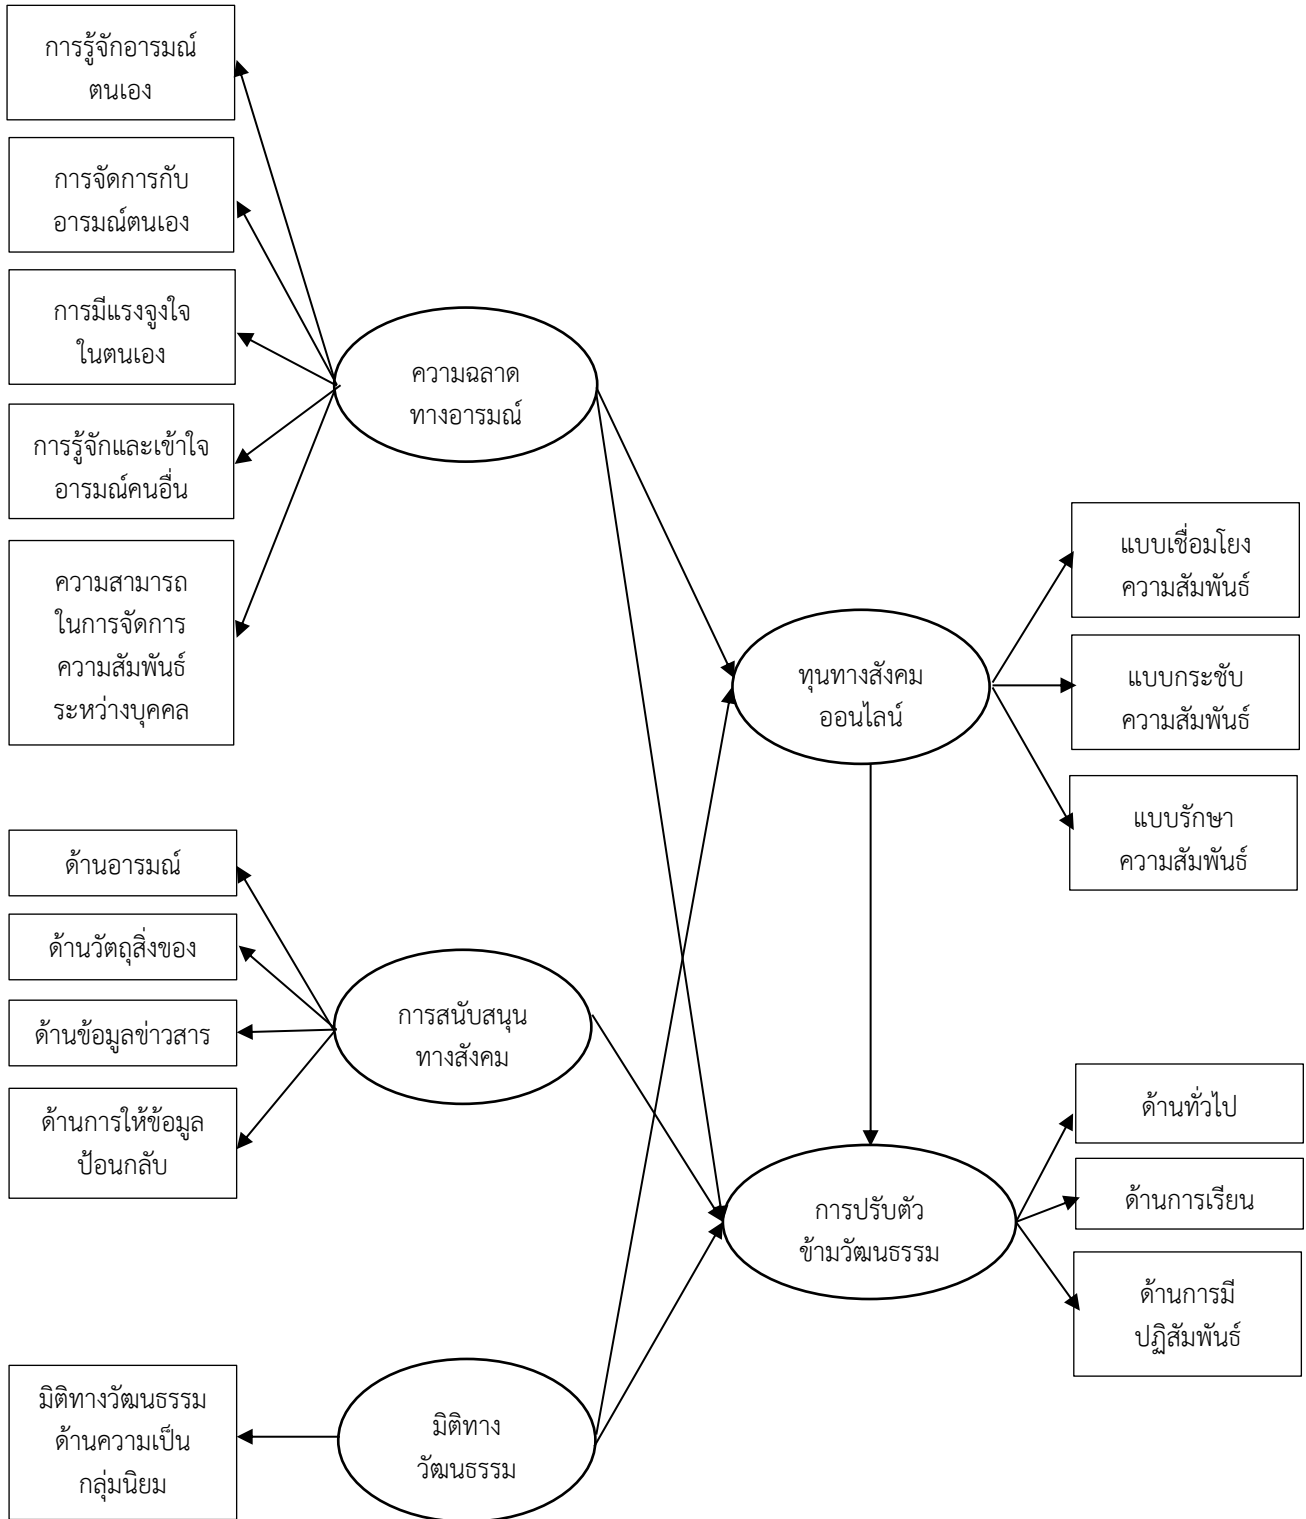 การรู้จักอารมณ์
ตนเอง
การจัดการกับ
อารมณ์ตนเอง
การมีแรงจูงใจ
ในตนเอง
การรู้จักและเข้าใจ
อารมณ์คนอื่น
ความสามารถ
ในการจัดการ
ความสัมพันธ์
ระหว่างบุคคล
ความฉลาด
ทางอารมณ์
ด้านอารมณ์
ด้านวัตถุสิ่งของ
ด้านข้อมูลข่าวสาร
ด้านการให้ข้อมูล
ป้อนกลับ
การสนับสนุน
ทางสังคม
มิติทางวัฒนธรรม
ด้านความเป็น
กลุ่มนิยม
มิติทาง
วัฒนธรรม
ทุนทางสังคม
ออนไลน์
แบบเชื่อมโยง
ความสัมพันธ์
แบบกระชับ
ความสัมพันธ์
แบบรักษา
ความสัมพันธ์
การปรับตัว
ข้ามวัฒนธรรม
ด้านทั่วไป
ด้านการเรียน
ด้านการมี
ปฏิสัมพันธ์